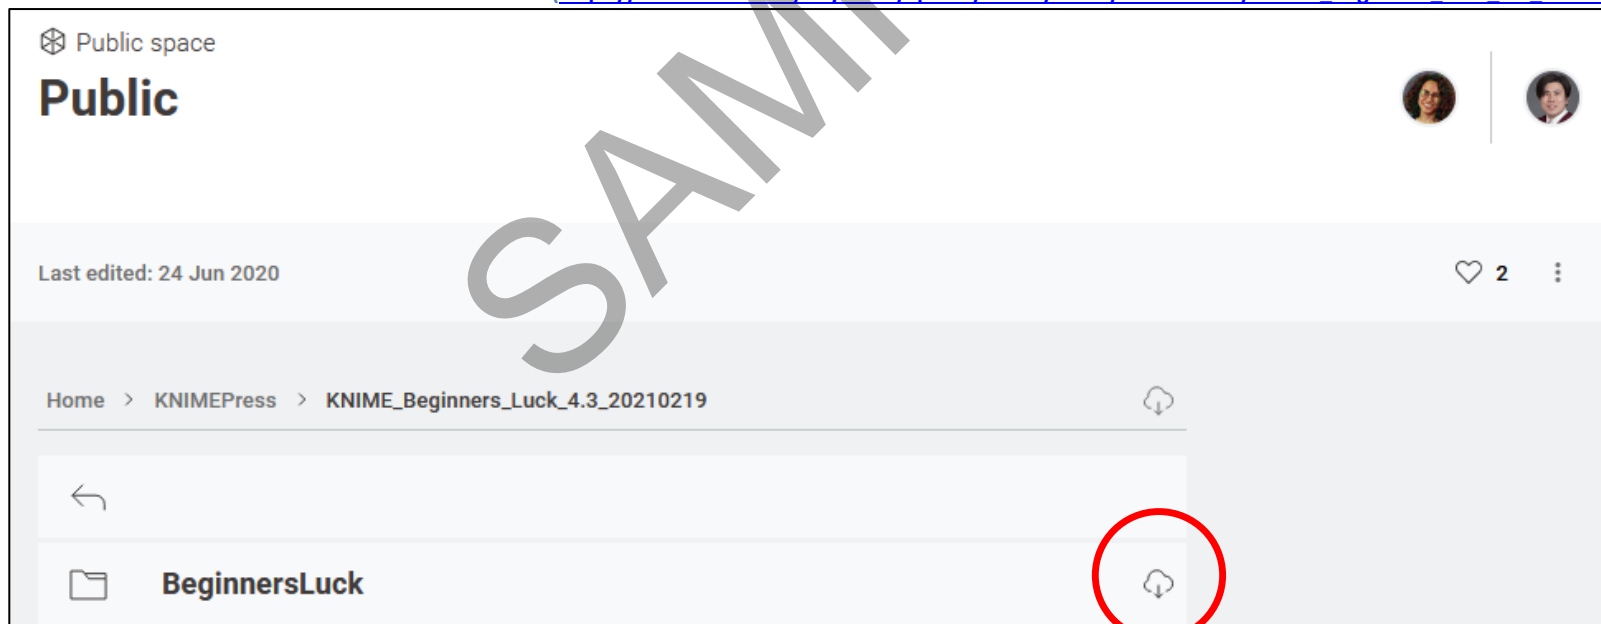 Public space
Public
Last edited: 24 Jun 2020
2
Home > KNIMEPress > KNIME_Beginners_Luck_4.3_20210219
BeginnersLuck